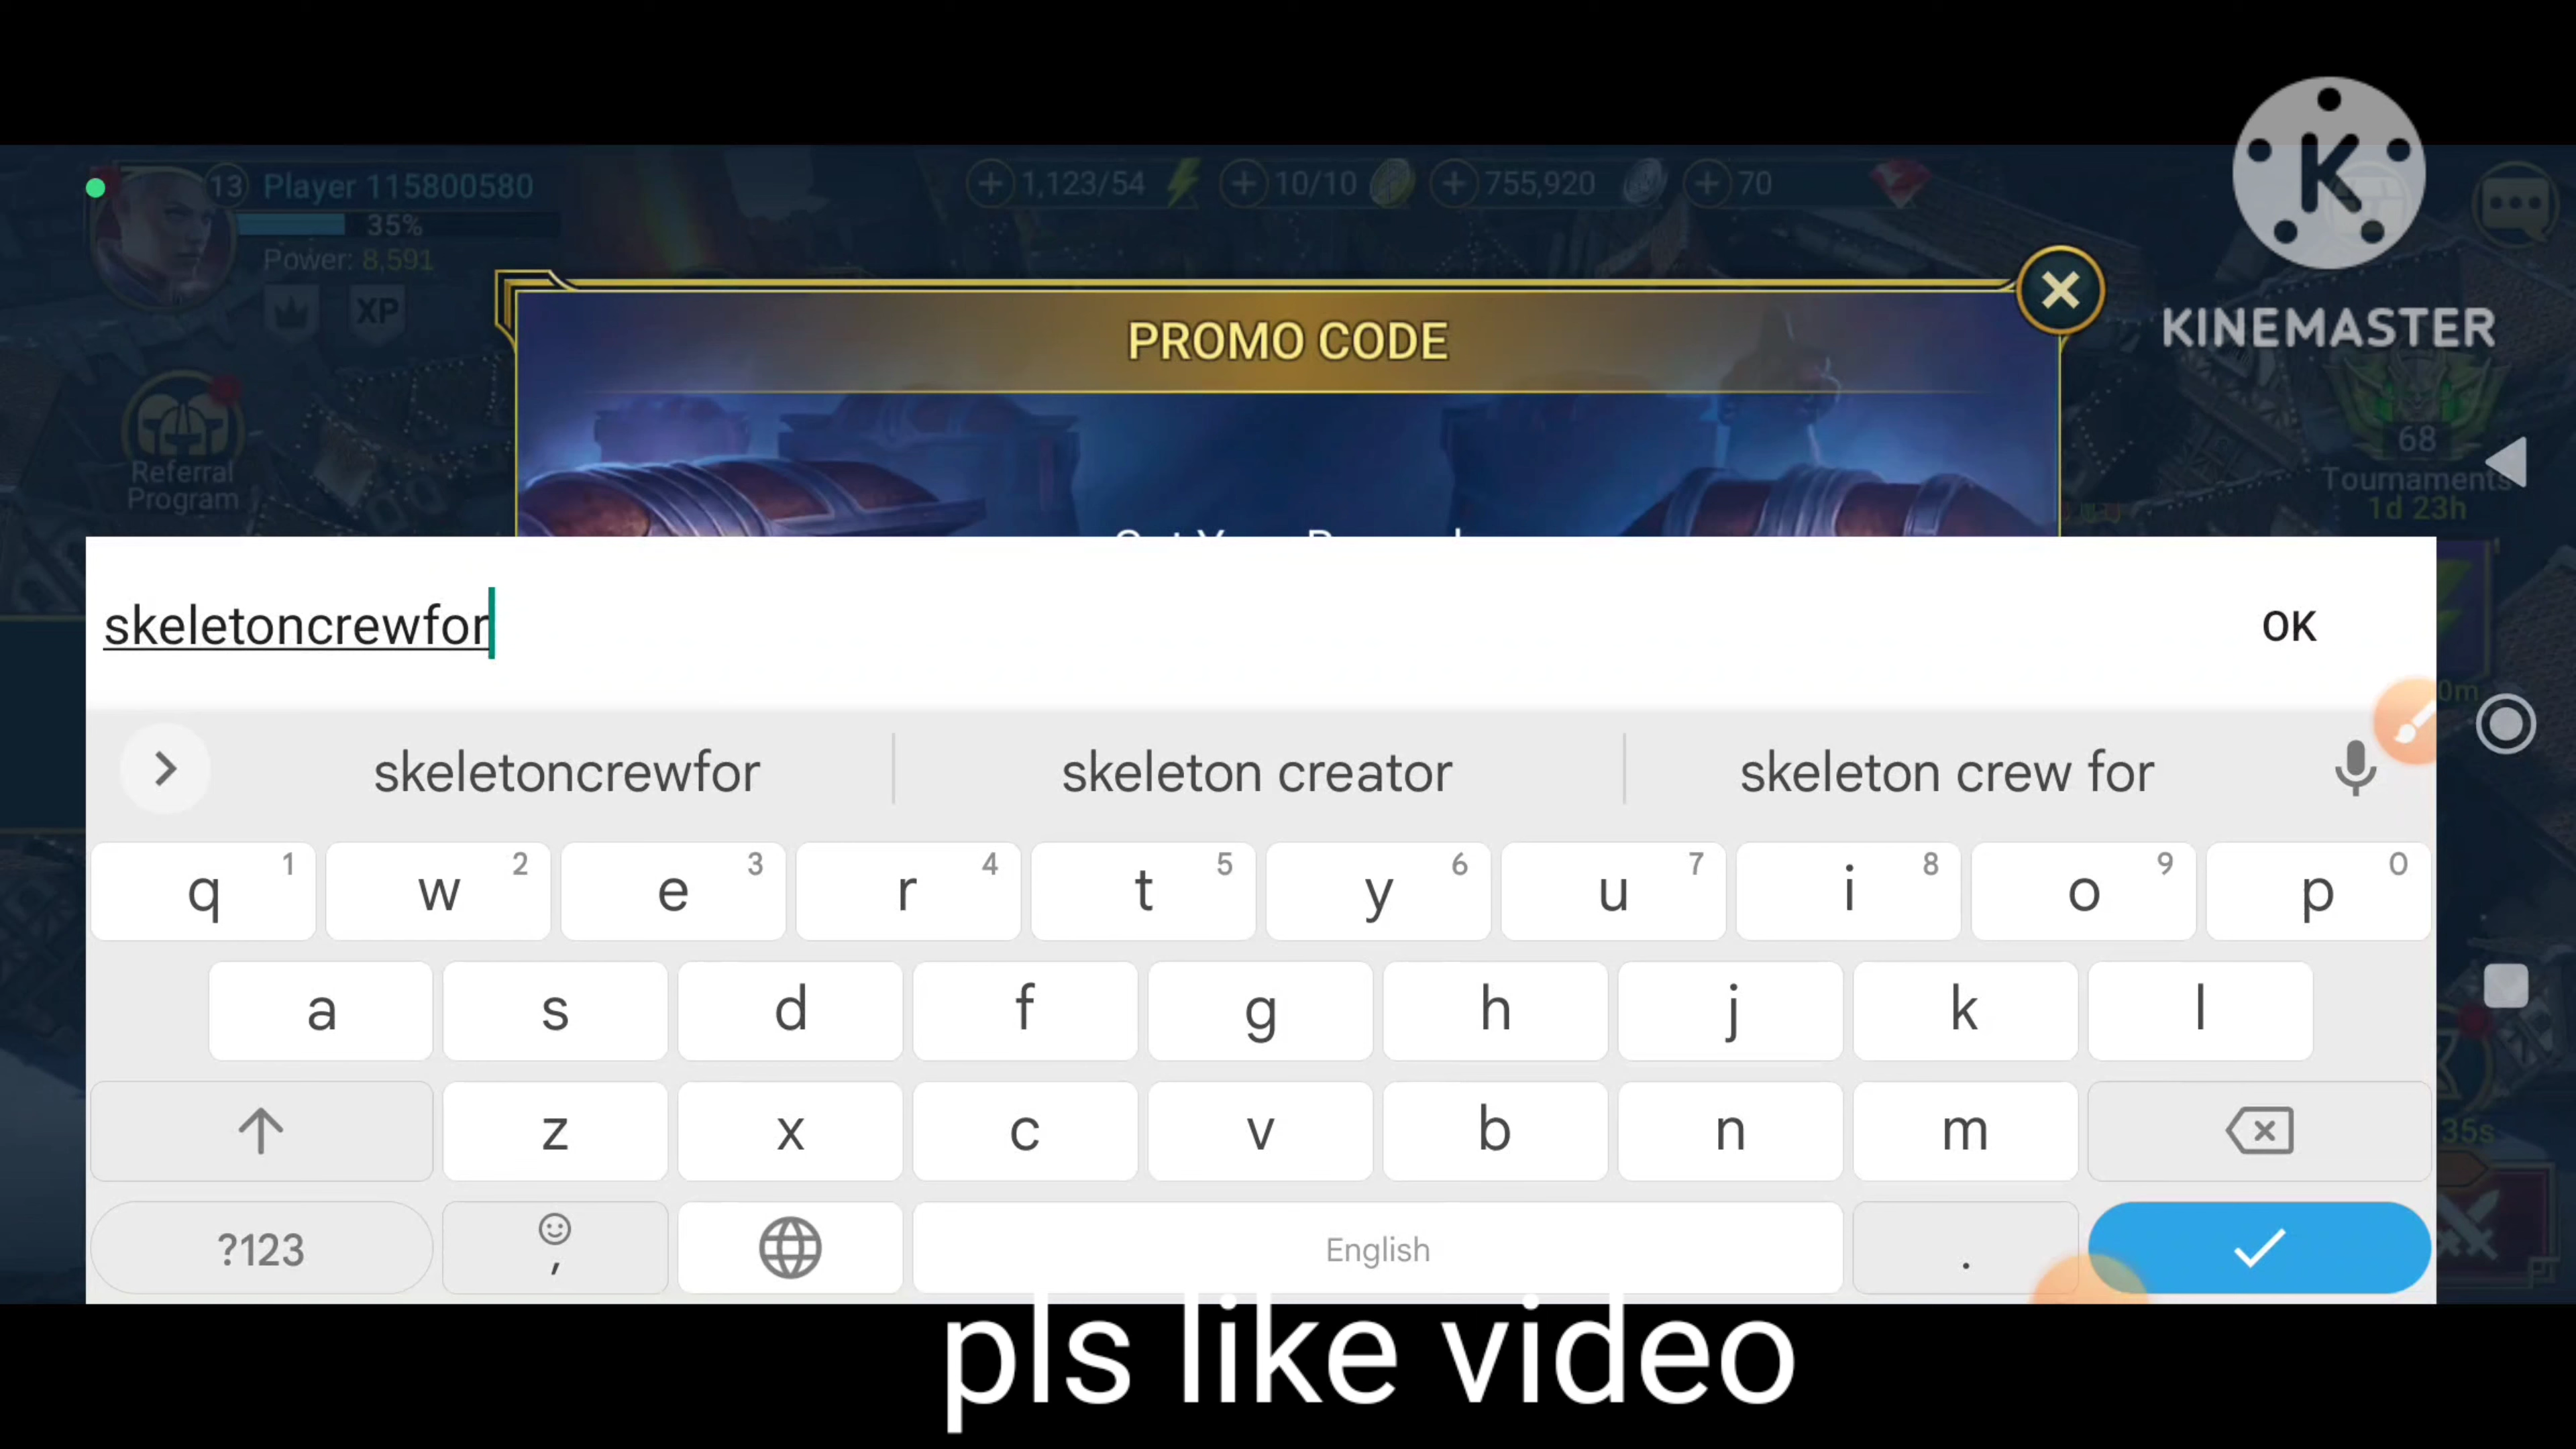 13 Player 115800580
35%
Power: 8,591
XP
1,123/54
10/10
755,920
70
KINEMASTER
PROMO CODE
Referral
Program
68
Tournaments
1d 23h
skeletoncrewfor
OK
0m
skeletoncrewfor
skeleton creator
skeleton crew for
q 1 w 2 e 3 r 4 t 5 y 6 u 7 i 8 o 9 p 0
a s d f g h j k l
z x c v b n m
35s
?123 , English .
pls like video